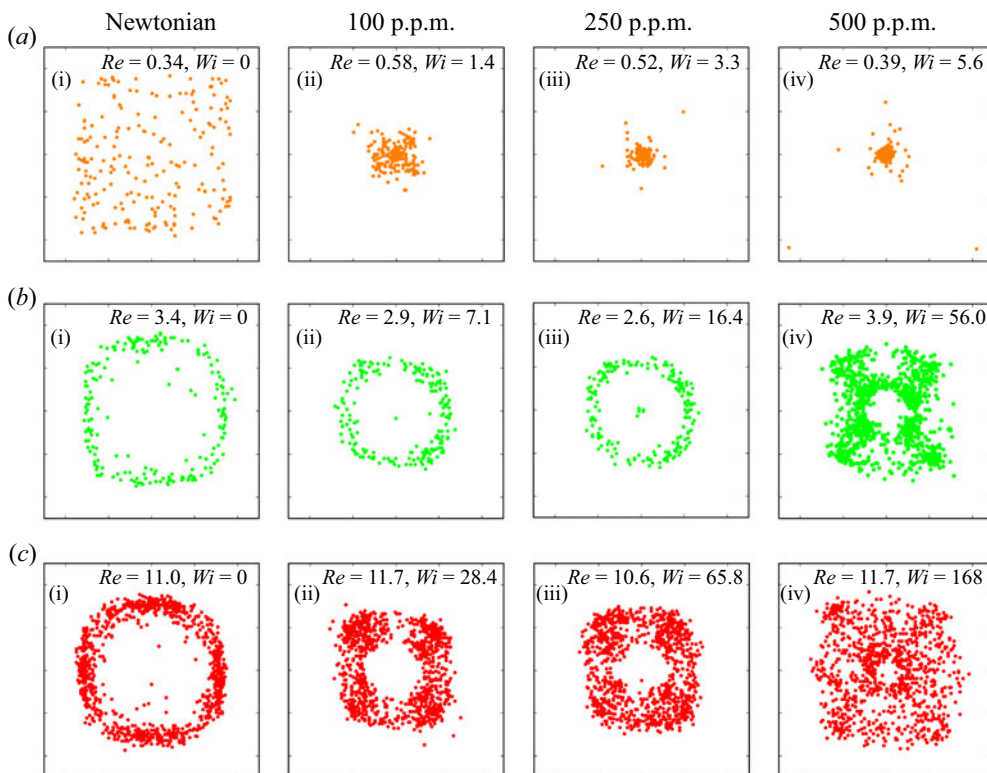 Newtonian 100 p.p.m. 250 p.p.m. 500 p.p.m.
(a)
Re = 0.34, Wi = 0 Re = 0.58, Wi = 1.4 Re = 0.52, Wi = 3.3 Re = 0.39, Wi = 5.6
(i) (ii) (iii) (iv)
(b)
Re = 3.4, Wi = 0 Re = 2.9, Wi = 7.1 Re = 2.6, Wi = 16.4 Re = 3.9, Wi = 56.0
(i) (ii) (iii) (iv)
(c)
Re = 11.0, Wi = 0 Re = 11.7, Wi = 28.4 Re = 10.6, Wi = 65.8 Re = 11.7, Wi = 168
(i) (ii) (iii) (iv)